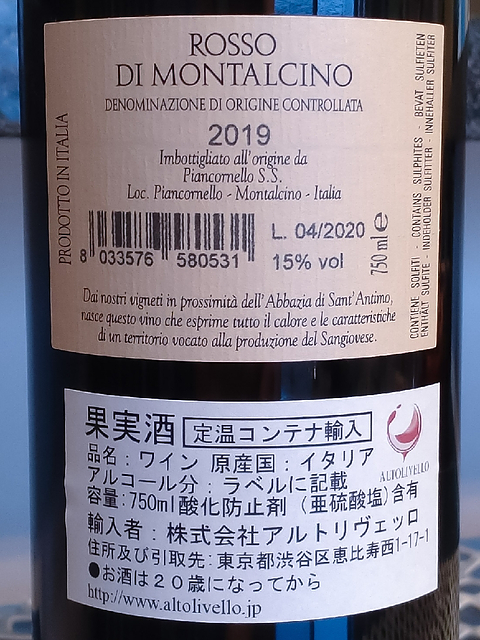 ROSSO
DI MONTALCINO
DENOMINAZIONE DI ORIGINE CONTROLLATA
2019
Imbottigliato all'origine da
Piancornello S.S.
Loc. Piancornello - Montalcino - Italia
PRODOTTO IN ITALIA
8 033576 580531
L. 04/2020
15% vol
750 ml e
CONTIENE SOLFITI - CONTAINS SULPHITES - BEVAT SULFIETEN
ENTHÄLT SULFITE - INDEHOLDER SULFITTER - INNEHALLER SULFITER
Dai nostri vigneti in prossimità dell'Abbazia di Sant'Antimo,
nasce questo vino che esprime tutto il calore e le caratteristiche
di un territorio vocato alla produzione del Sangiovese.
果実酒 定温コンテナ輸入
品名：ワイン 原産国：イタリア
アルコール分：ラベルに記載
ALTOLIVELLO
容量:750ml 酸化防止剤（亜硫酸塩）含有
輸入者：株式会社アルトリヴェッロ
住所及び引取先:東京都渋谷区恵比寿西1-17-1
●お酒は２０歳になってから
http://www.altolivello.jp